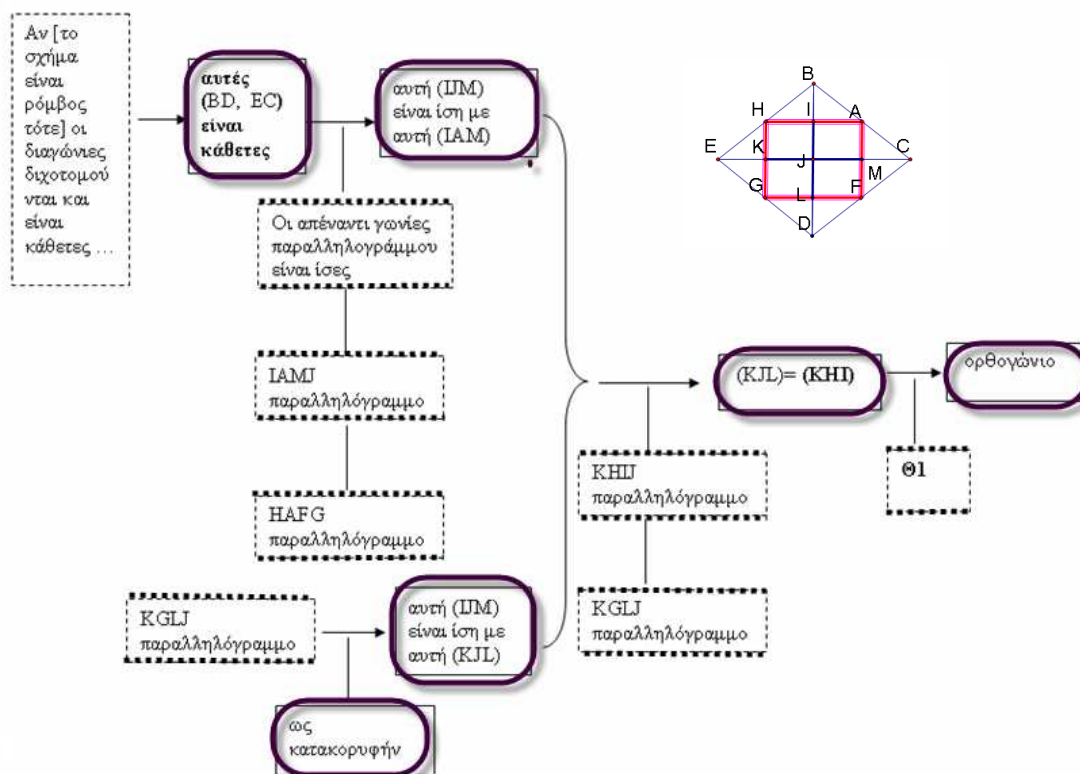 Αν [το
σχήμα
είναι
ρόμβος
τότε] οι
διαγώνιες
διχοτομού
νται και
είναι
κάθετες ...
αυτές
(BD, EC)
είναι
κάθετες
αυτή (IJM)
είναι ίση με
αυτή (IAM)
B
H
I
A
E
K
J
M
C
G
L
F
D
Οι απέναντι γωνίες
παραλληλογράμμου
είναι ίσες
IAMJ
παραλληλόγραμμο
HAFG
παραλληλόγραμμο
(KJL)= (KHI)
ορθογώνιο
KHIJ
παραλληλόγραμμο
Θ1
KGLJ
παραλληλόγραμμο
αυτή (IJM)
είναι ίση με
αυτή (KJL)
KGLJ
παραλληλόγραμμο
ως
κατακορυφήν